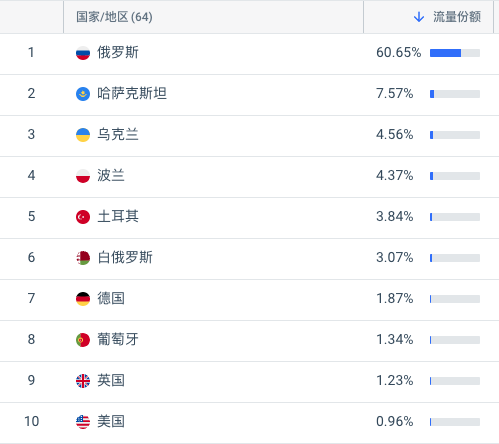 国家/地区 (64) 流量份额
1 俄罗斯 60.65%
2 哈萨克斯坦 7.57%
3 乌克兰 4.56%
4 波兰 4.37%
5 土耳其 3.84%
6 白俄罗斯 3.07%
7 德国 1.87%
8 葡萄牙 1.34%
9 英国 1.23%
10 美国 0.96%